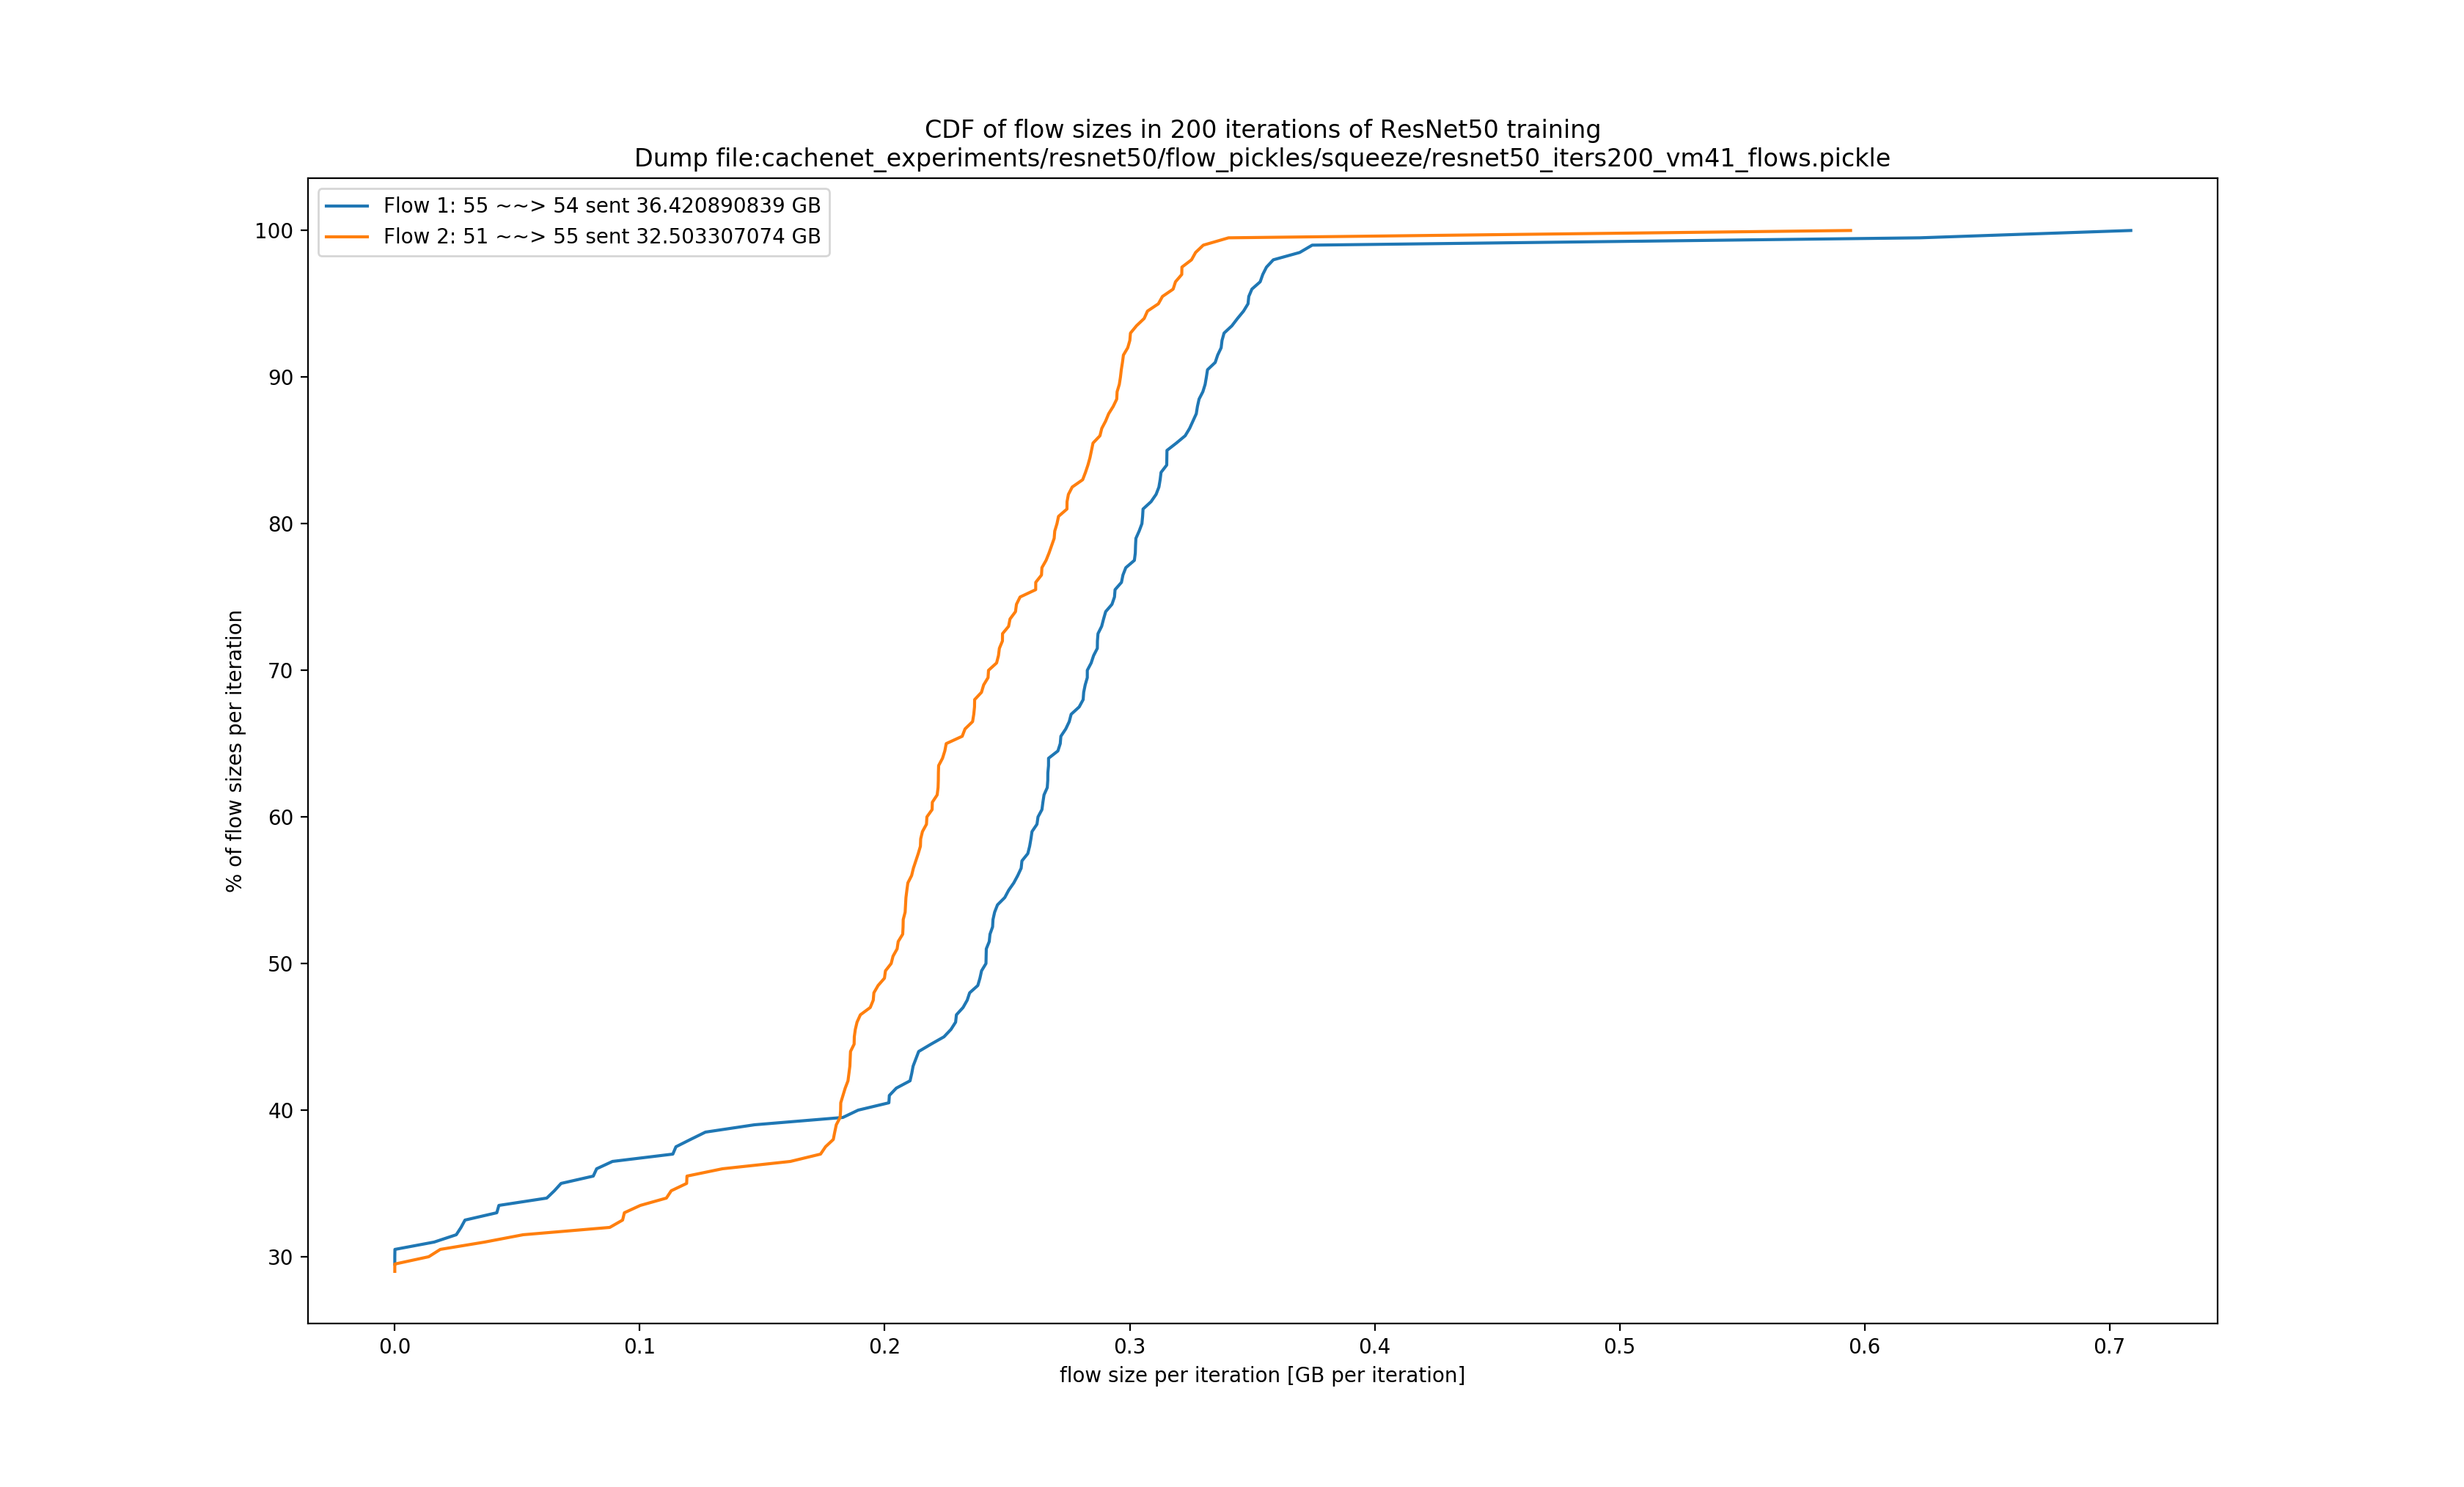 CDF of flow sizes in 200 iterations of ResNet50 training
Dump file:cachenet_experiments/resnet50/flow_pickles/squeeze/resnet50_iters200_vm41_flows.pickle
Flow 1: 55 ~~> 54 sent 36.420890839 GB
Flow 2: 51 ~~> 55 sent 32.503307074 GB
% of flow sizes per iteration
100
90
80
70
60
50
40
30
0.0 0.1 0.2 0.3 0.4 0.5 0.6 0.7
flow size per iteration [GB per iteration]